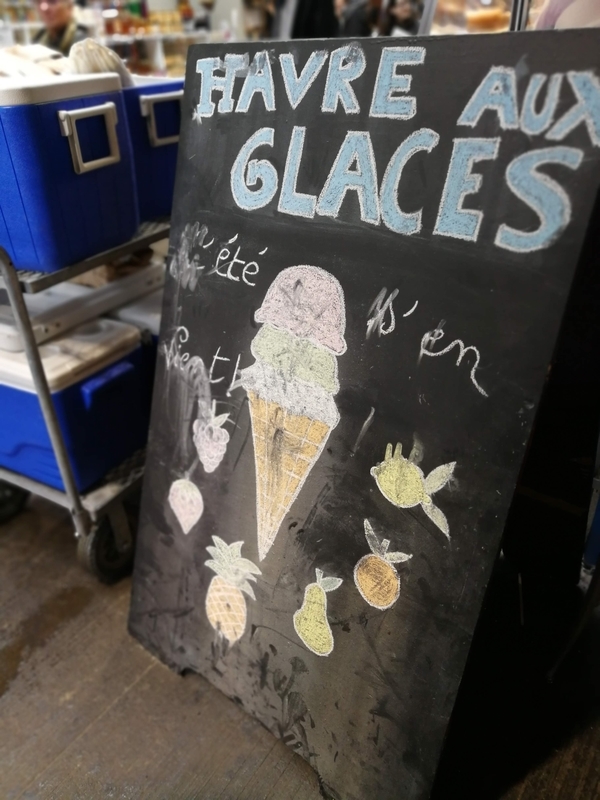 HAVRE AUX
GLACES
été
s'en